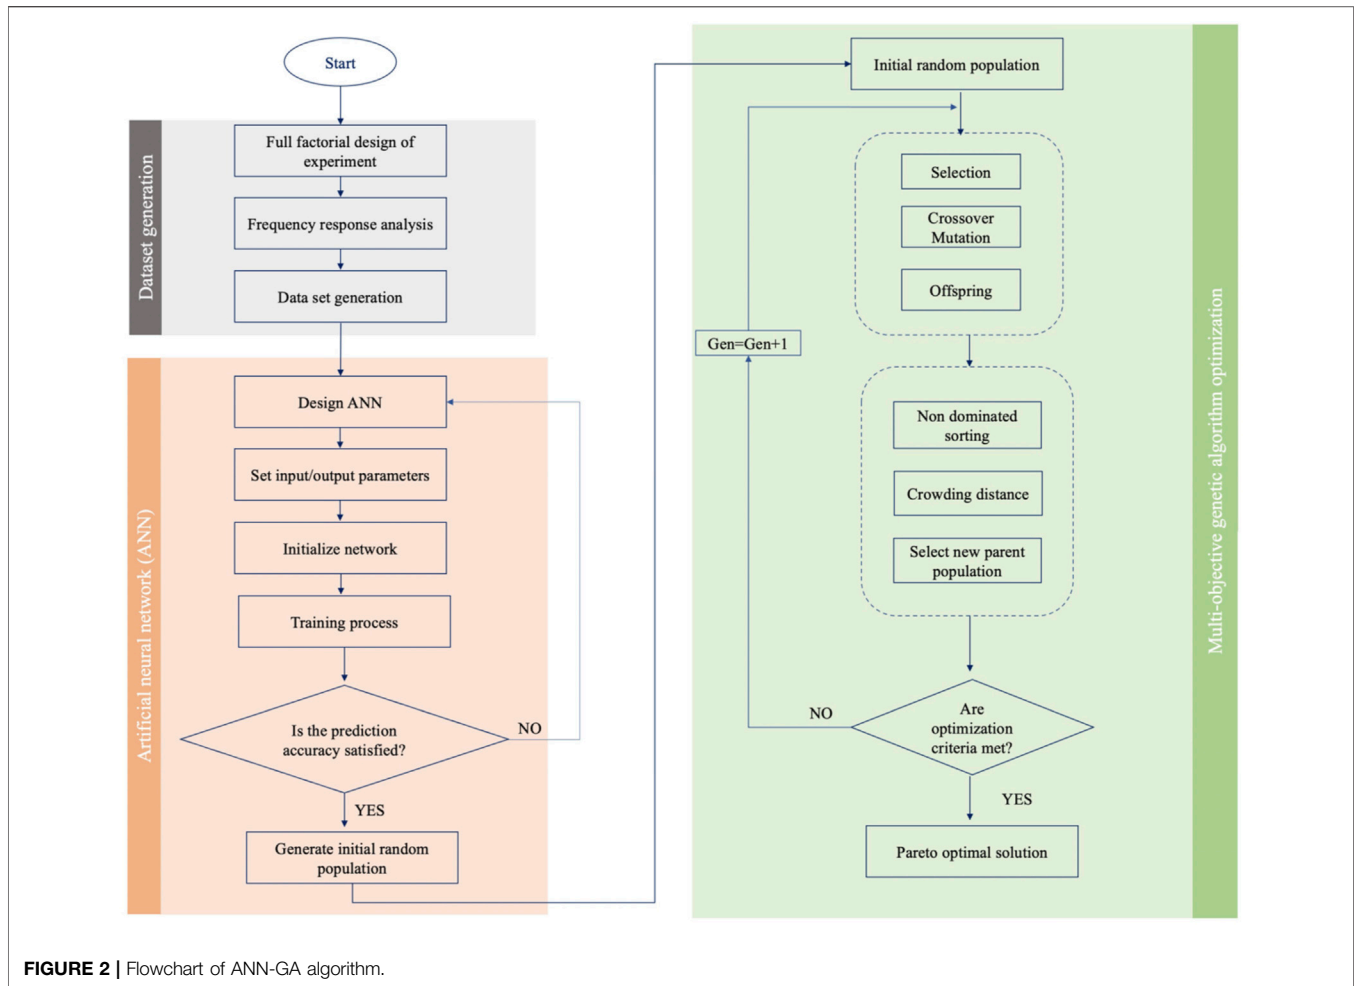 Start
Dataset generation
Full factorial design of
experiment
Frequency response analysis
Data set generation
Artificial neural network (ANN)
Design ANN
Set input/output parameters
Initialize network
Training process
Is the prediction
accuracy satisfied?
NO
YES
Generate initial random
population
Initial random population
Selection
Crossover
Mutation
Offspring
Gen=Gen+1
Non dominated
sorting
Crowding distance
Select new parent
population
Are
optimization
criteria met?
NO
YES
Pareto optimal solution
Multi-objective genetic algorithm optimization
FIGURE 2 | Flowchart of ANN-GA algorithm.